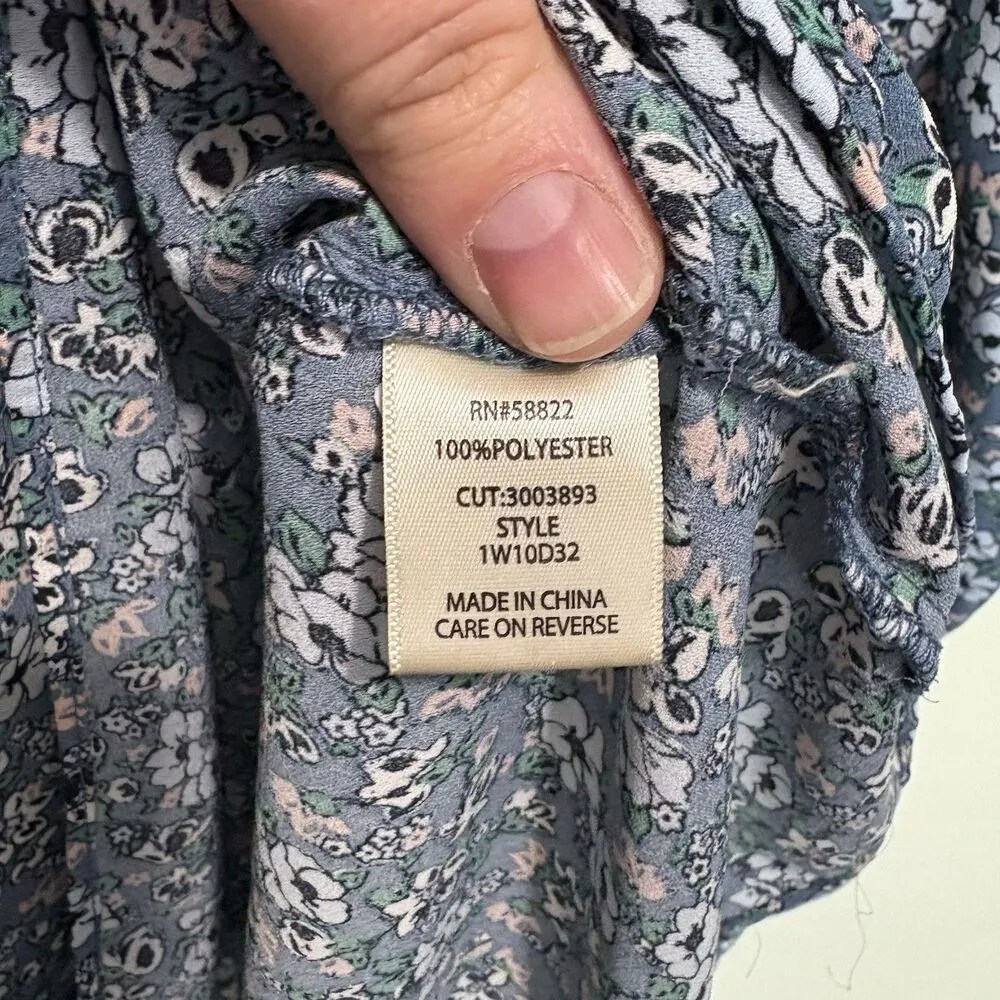 RN#58822
100%POLYESTER
CUT:3003893
STYLE
1W10D32
MADE IN CHINA
CARE ON REVERSE